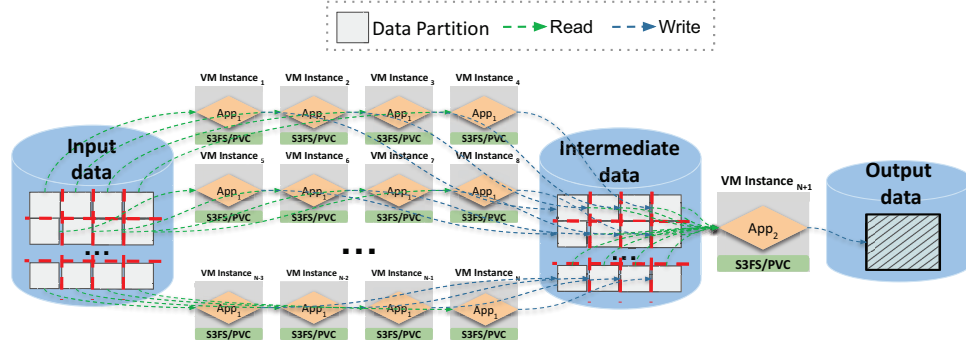 Data Partition Read Write
VM Instance 1 VM Instance 2 VM Instance 3 VM Instance 4
App1 App1 App1 App1
S3FS/PVC S3FS/PVC S3FS/PVC S3FS/PVC
Input data
Intermediate data
Output data
VM Instance 5 VM Instance 6 VM Instance 7 VM Instance 8
App1 App1 App1 App1
S3FS/PVC S3FS/PVC S3FS/PVC S3FS/PVC
VM Instance N+1
App2
S3FS/PVC
...
...
...
VM Instance N-3 VM Instance N-2 VM Instance N-1 VM Instance N
App1 App1 App1 App1
S3FS/PVC S3FS/PVC S3FS/PVC S3FS/PVC